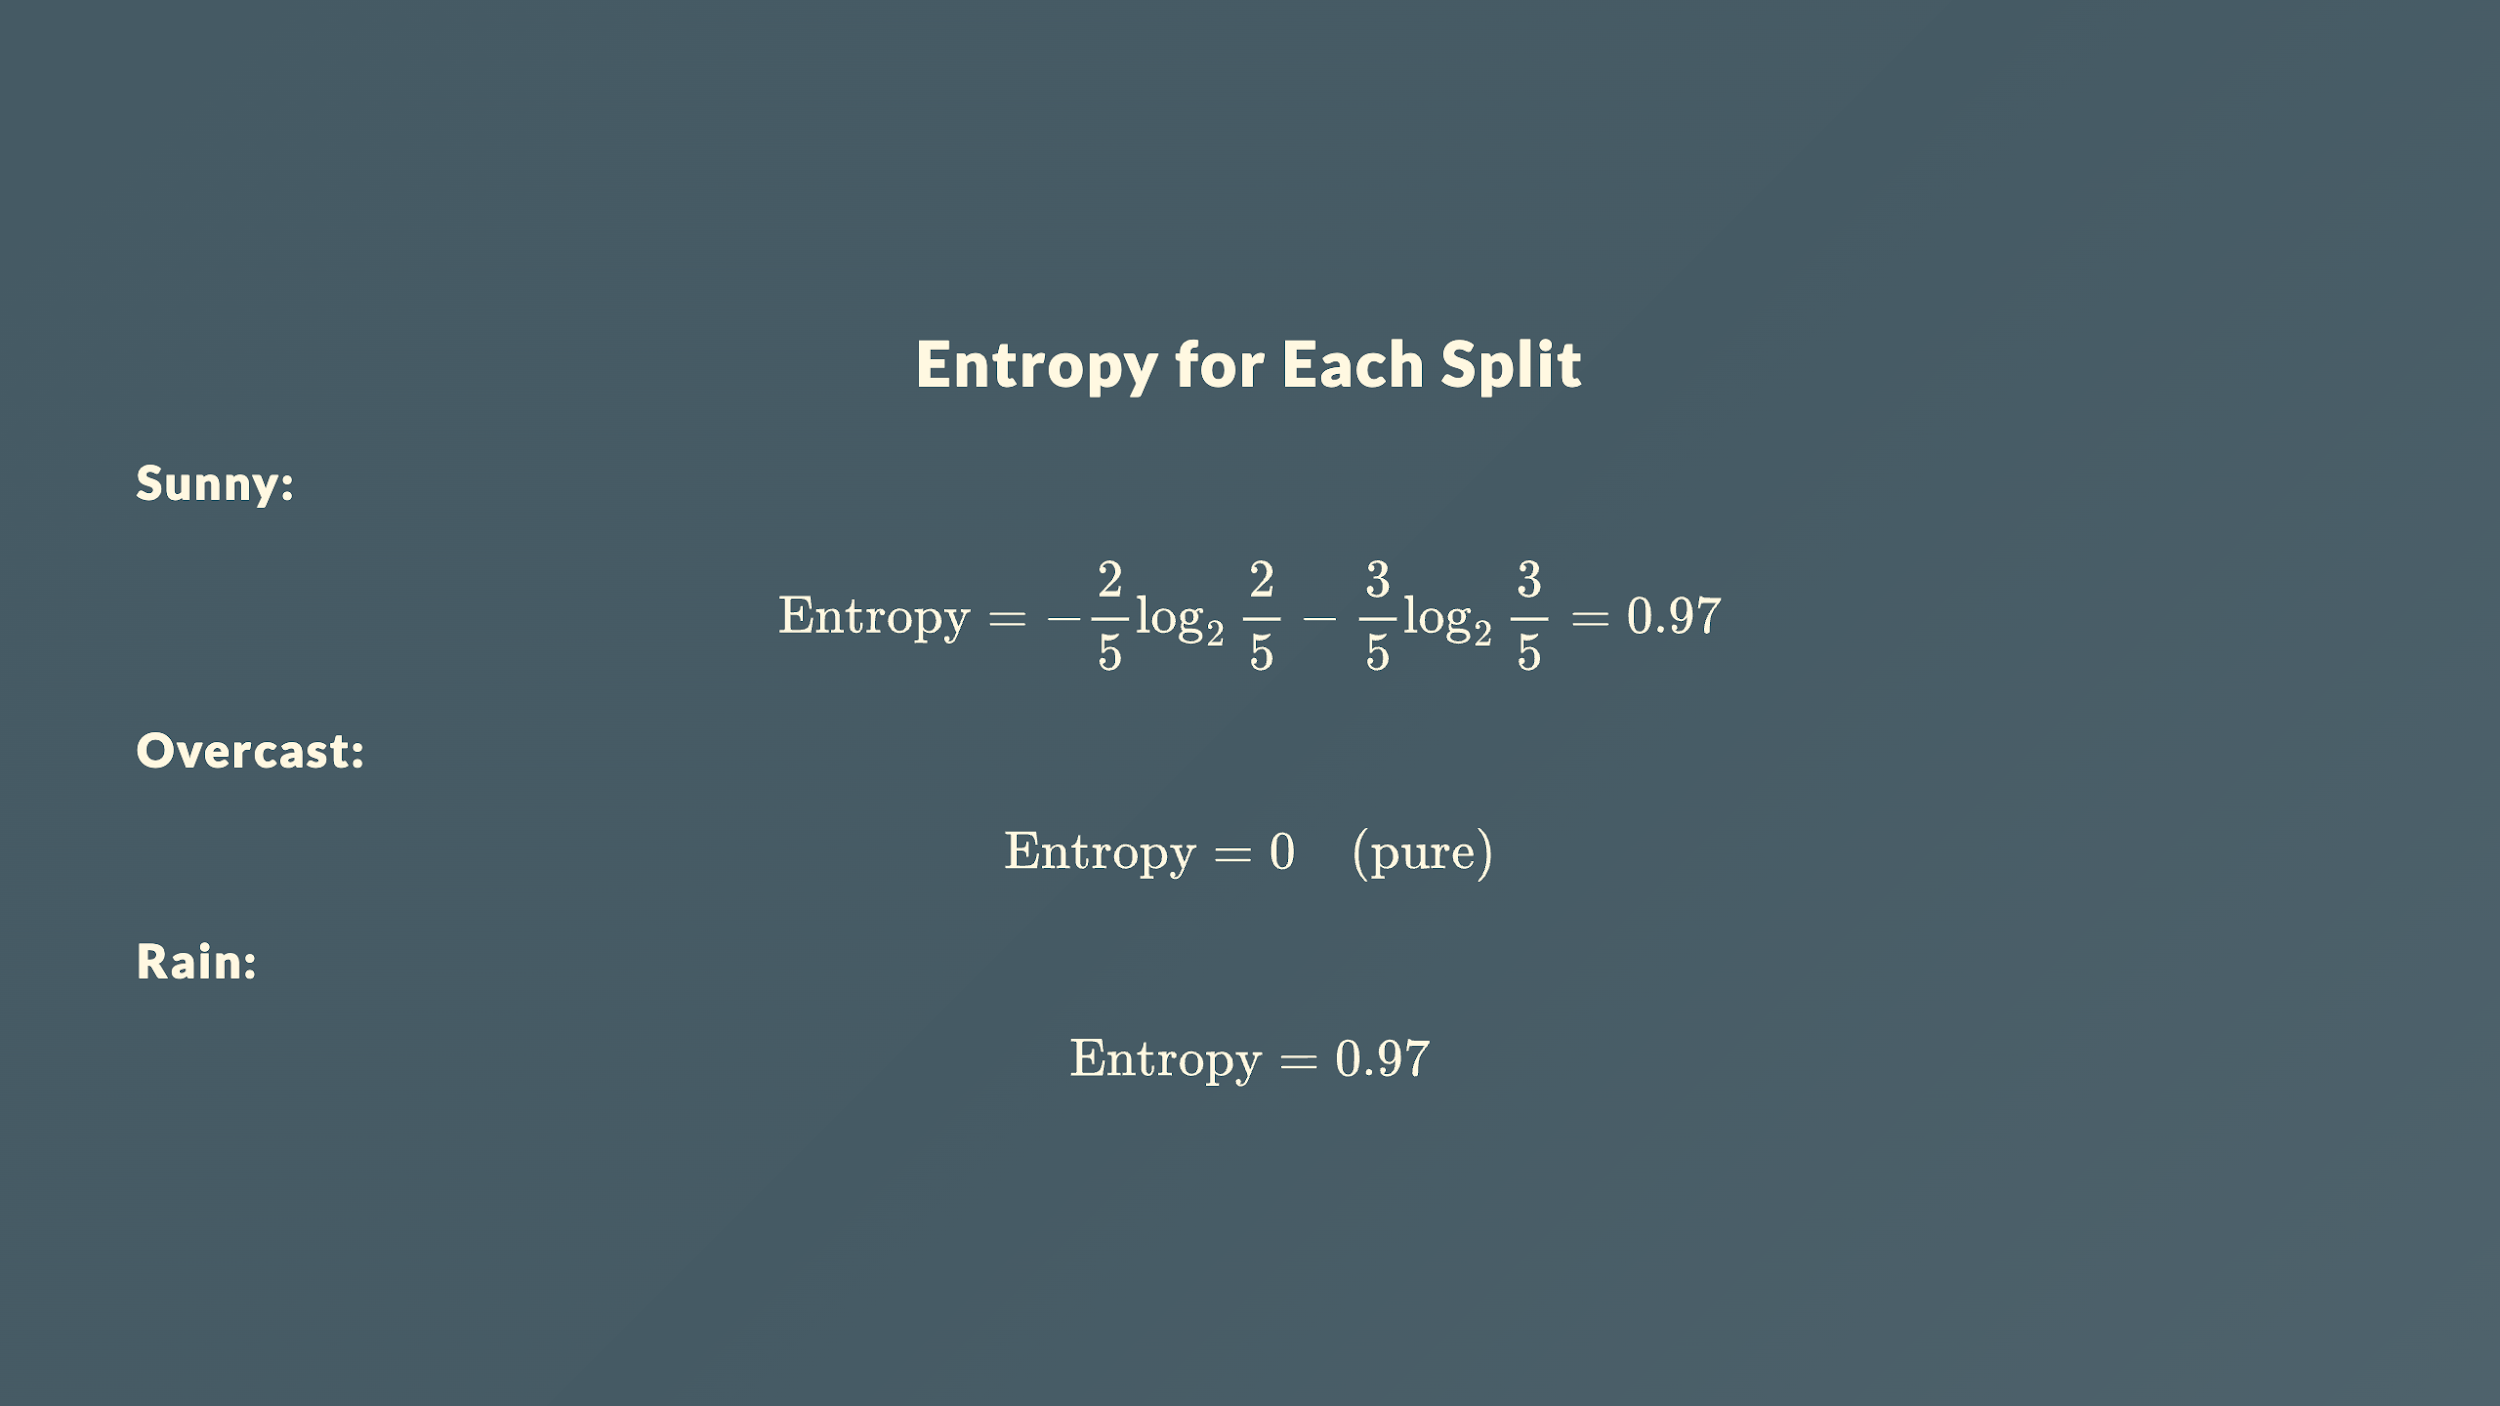 Entropy for Each Split
Sunny:
Entropy = −2/5 log₂ 2/5 − 3/5 log₂ 3/5 = 0.97
Overcast:
Entropy = 0 (pure)
Rain:
Entropy = 0.97